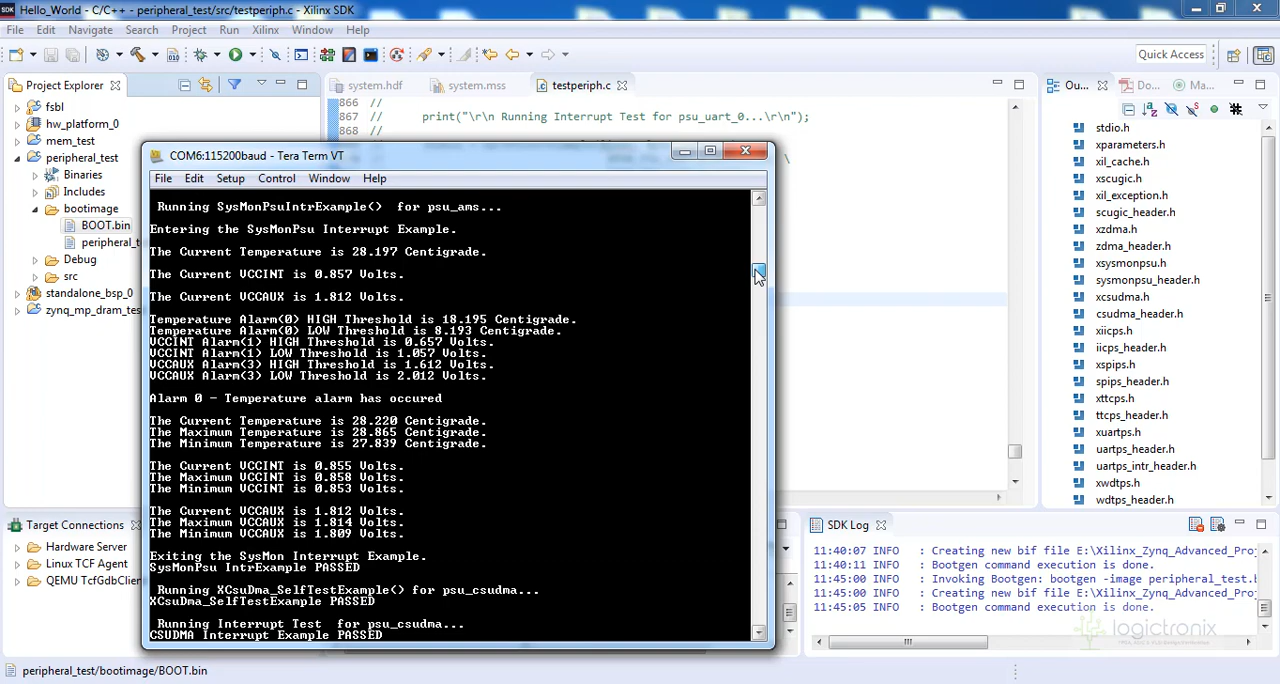 Hello_World - C/C++ - peripheral_test/src/testperiph.c - Xilinx SDK
File Edit Navigate Search Project Run Xilinx Window Help
Quick Access
Project Explorer
fsbl
hw_platform_0
mem_test
peripheral_test
Binaries
Includes
bootimage
BOOT.bin
peripheral_t
Debug
src
standalone_bsp_0
zynq_mp_dram_tes
system.hdf
system.mss
testperiph.c
866 //
867 // print("\r\n Running Interrupt Test for psu_uart_0...\r\n");
868 //
COM6:115200baud - Tera Term VT
File Edit Setup Control Window Help
Running SysMonPsuIntrExample() for psu_ams...
Entering the SysMonPsu Interrupt Example.
The Current Temperature is 28.197 Centigrade.
The Current VCCINT is 0.857 Volts.
The Current VCCAUX is 1.812 Volts.
Temperature Alarm(0) HIGH Threshold is 18.195 Centigrade.
Temperature Alarm(0) LOW Threshold is 8.193 Centigrade.
VCCINT Alarm(1) HIGH Threshold is 0.657 Volts.
VCCINT Alarm(1) LOW Threshold is 1.057 Volts.
VCCAUX Alarm(3) HIGH Threshold is 1.612 Volts.
VCCAUX Alarm(3) LOW Threshold is 2.012 Volts.
Alarm 0 - Temperature alarm has occured
The Current Temperature is 28.220 Centigrade.
The Maximum Temperature is 28.865 Centigrade.
The Minimum Temperature is 27.839 Centigrade.
The Current VCCINT is 0.855 Volts.
The Maximum VCCINT is 0.858 Volts.
The Minimum VCCINT is 0.853 Volts.
The Current VCCAUX is 1.812 Volts.
The Maximum VCCAUX is 1.814 Volts.
The Minimum VCCAUX is 1.809 Volts.
Exiting the SysMon Interrupt Example.
SysMonPsu IntrExample PASSED
Running XCsuDma_SelfTestExample() for psu_csudma...
XCsuDma_SelfTestExample PASSED
Running Interrupt Test for psu_csudma...
CSUDMA Interrupt Example PASSED
Ou...
Do...
Ma...
stdio.h
xparameters.h
xil_cache.h
xscugic.h
xil_exception.h
scugic_header.h
xzdma.h
zdma_header.h
xsysmonpsu.h
sysmonpsu_header.h
xcsudma.h
csudma_header.h
xiicps.h
iicps_header.h
xspips.h
spips_header.h
xttcps.h
ttcps_header.h
xuartps.h
uartps_header.h
uartps_intr_header.h
xwdtps.h
wdtps_header.h
Target Connections
Hardware Server
Linux TCF Agent
QEMU TcfGdbClien
SDK Log
11:40:07 INFO : Creating new bif file E:\Xilinx_Zynq_Advanced_Pro
11:40:11 INFO : Bootgen command execution is done.
11:45:00 INFO : Invoking Bootgen: bootgen -image peripheral_test.b
11:45:00 INFO : Creating new bif file E:\Xilinx_Zynq_Advanced_Pro
11:45:05 INFO : Bootgen command execution is done.
logictronix
peripheral_test/bootimage/BOOT.bin